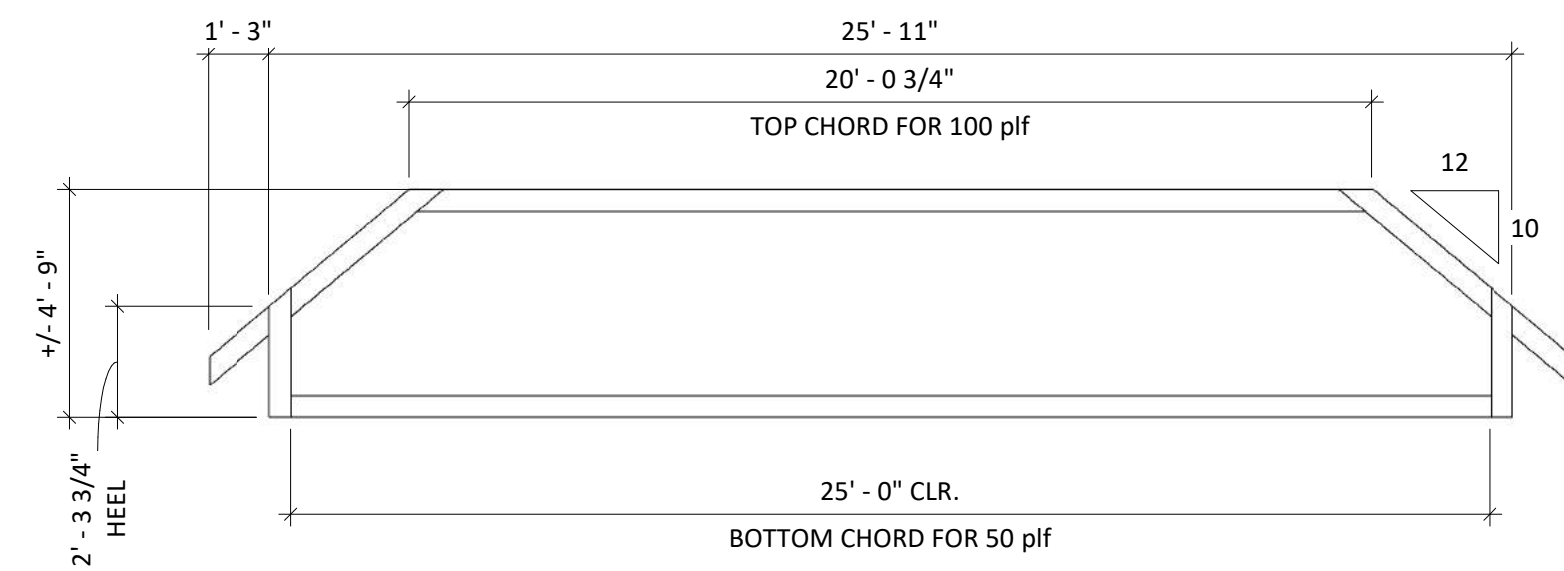 1' - 3"
25' - 11"
20' - 0 3/4"
TOP CHORD FOR 100 plf
12
10
+/- 4' - 9"
2' - 3 3/4"
HEEL
25' - 0" CLR.
BOTTOM CHORD FOR 50 plf